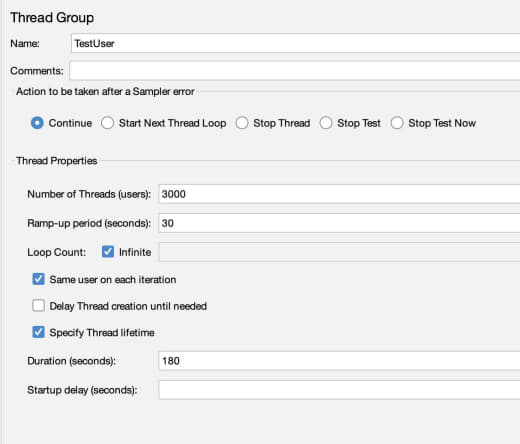 Thread Group
Name: TestUser
Comments:
Action to be taken after a Sampler error
Continue Start Next Thread Loop Stop Thread Stop Test Stop Test Now
Thread Properties
Number of Threads (users): 3000
Ramp-up period (seconds): 30
Loop Count: Infinite
Same user on each iteration
Delay Thread creation until needed
Specify Thread lifetime
Duration (seconds): 180
Startup delay (seconds):